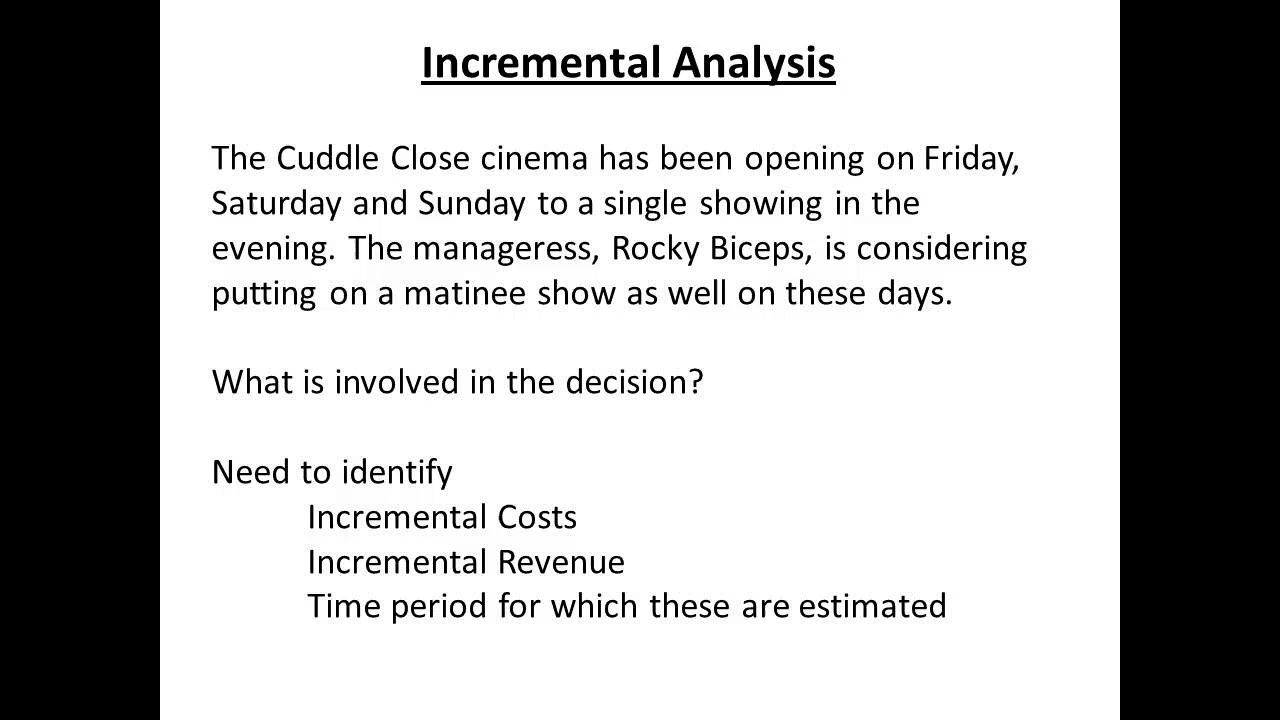 Incremental Analysis
The Cuddle Close cinema has been opening on Friday,
Saturday and Sunday to a single showing in the
evening. The manageress, Rocky Biceps, is considering
putting on a matinee show as well on these days.
What is involved in the decision?
Need to identify
Incremental Costs
Incremental Revenue
Time period for which these are estimated